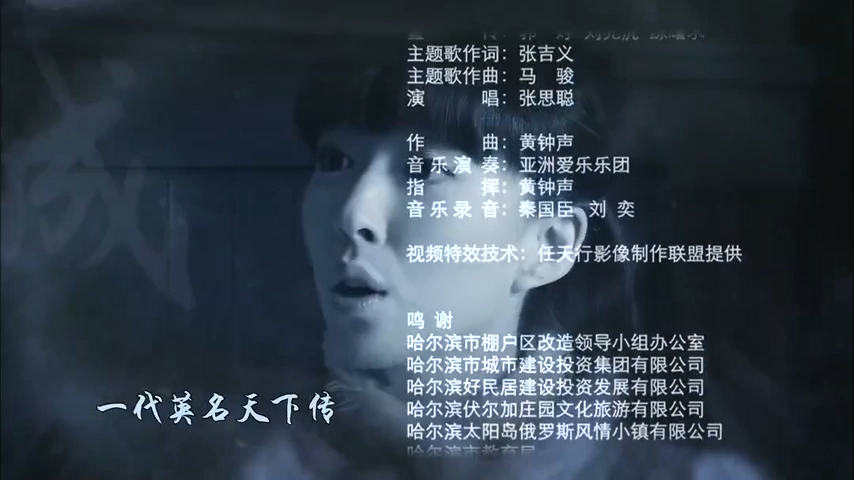 主题歌作词：张吉义
主题歌作曲：马 骏
演 唱：张思聪
作 曲：黄钟声
音乐演奏：亚洲爱乐乐团
指 挥：黄钟声
音乐录音：秦国臣 刘 奕
视频特效技术：任天行影像制作联盟提供
鸣 谢
哈尔滨市棚户区改造领导小组办公室
哈尔滨市城市建设投资集团有限公司
哈尔滨好民居建设投资发展有限公司
哈尔滨伏尔加庄园文化旅游有限公司
哈尔滨太阳岛俄罗斯风情小镇有限公司
哈尔滨市教育局
一代英名天下传